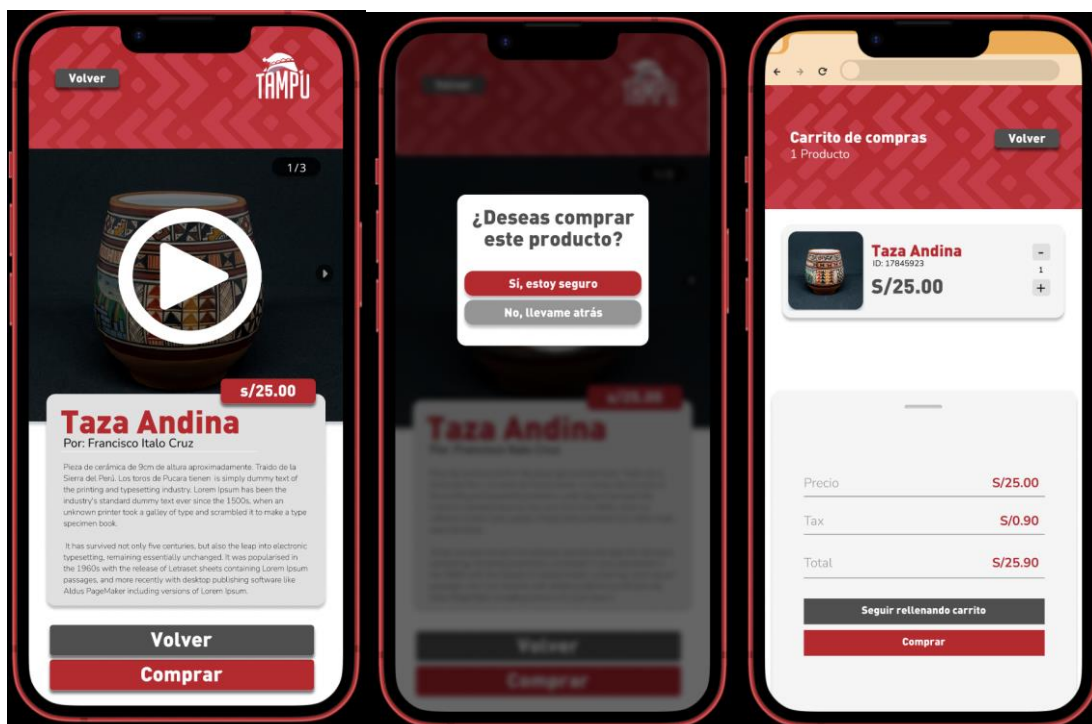 Volver
TAMPU
1/3
s/25.00
Taza Andina
Por: Francisco Italo Cruz
Pieza de cerámica de 9cm de altura aproximadamente. Traido de la
Sierra del Perú. Los toros de Pucara tienen is simply dummy text of
the printing and typesetting industry. Lorem Ipsum has been the
industry's standard dummy text ever since the 1500s, when an
unknown printer took a galley of type and scrambled it to make a type
specimen book.
It has survived not only five centuries, but also the leap into electronic
typesetting, remaining essentially unchanged. It was popularised in
the 1960s with the release of Letraset sheets containing Lorem Ipsum
passages, and more recently with desktop publishing software like
Aldus PageMaker including versions of Lorem Ipsum.
Volver
Comprar
¿Deseas comprar
este producto?
Sí, estoy seguro
No, llevame atrás
Taza Andina
Por: Francisco Italo Cruz
Volver
Comprar
Carrito de compras
1 Producto
Volver
Taza Andina
ID: 17845923
S/25.00
-
1
+
Precio S/25.00
Tax S/0.90
Total S/25.90
Seguir rellenando carrito
Comprar